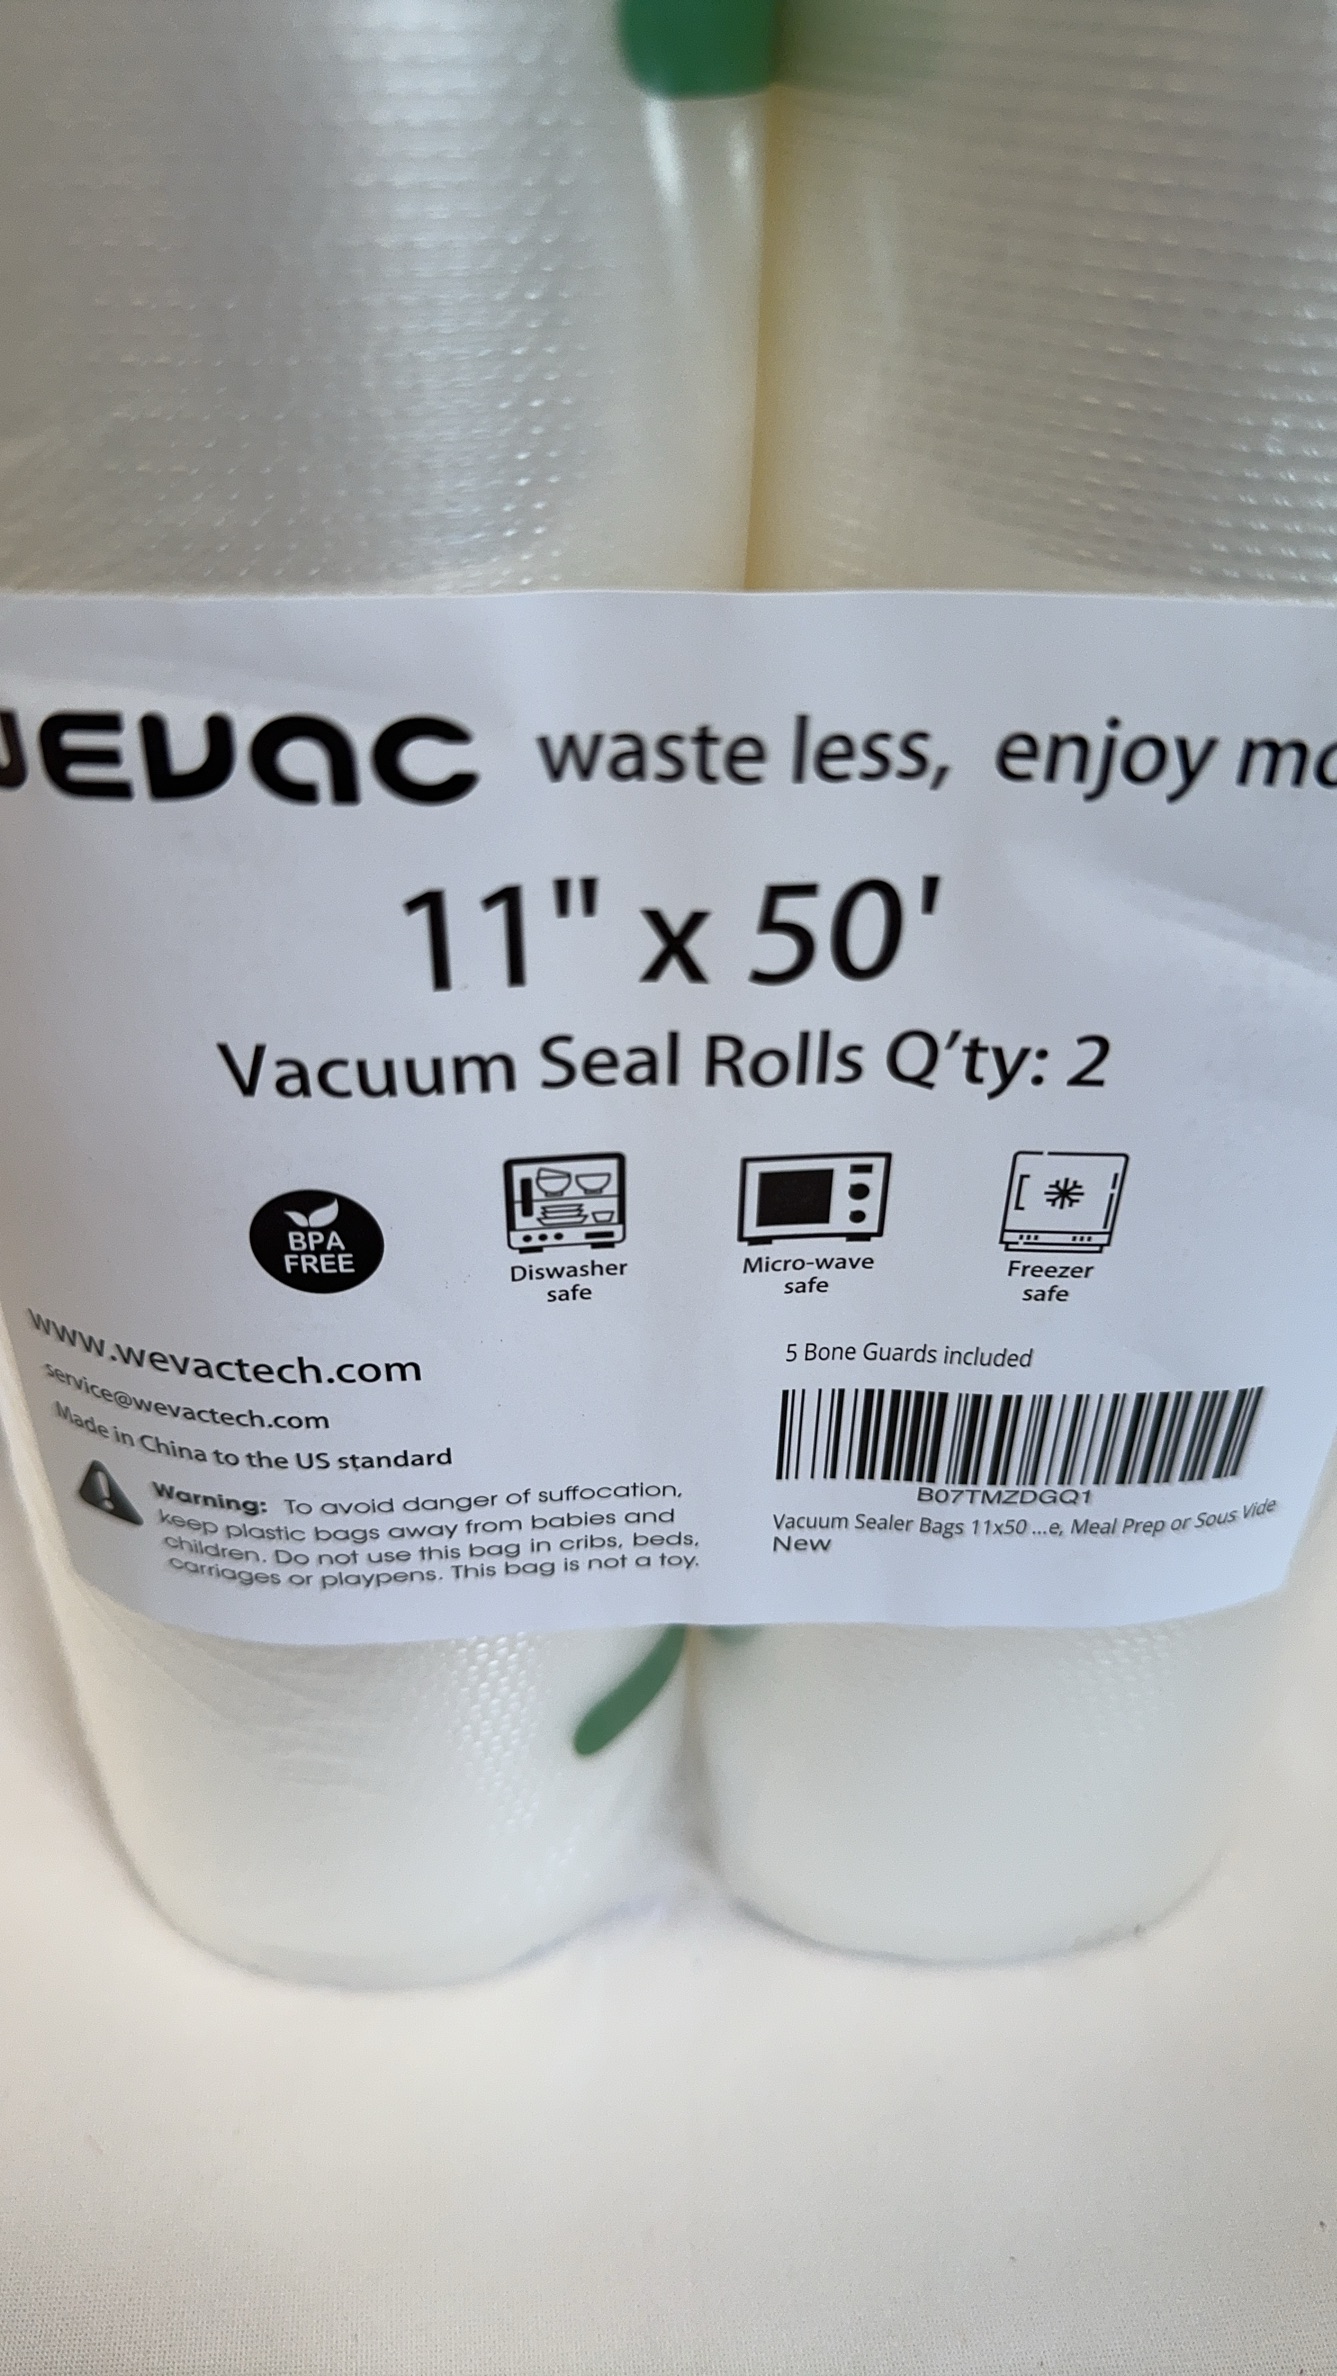 wevac waste less, enjoy mo
11" x 50'
Vacuum Seal Rolls Q'ty: 2
BPA
FREE
Diswasher
safe
Micro-wave
safe
Freezer
safe
www.wevactech.com
service@wevactech.com
Made in China to the US standard
Warning: To avoid danger of suffocation,
keep plastic bags away from babies and
children. Do not use this bag in cribs, beds,
carriages or playpens. This bag is not a toy.
5 Bone Guards included
B07TMZDGQ1
Vacuum Sealer Bags 11x50 ...e, Meal Prep or Sous Vide
New